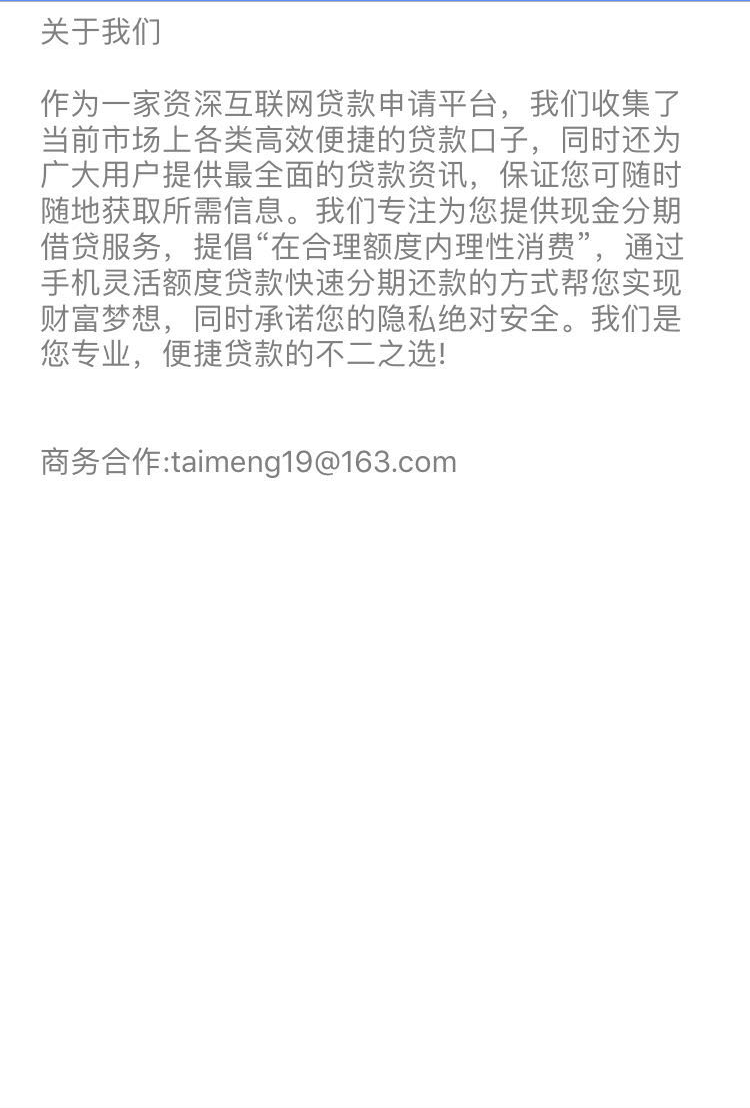 关于我们
作为一家资深互联网贷款申请平台，我们收集了
当前市场上各类高效便捷的贷款口子，同时还为
广大用户提供最全面的贷款资讯，保证您可随时
随地获取所需信息。我们专注为您提供现金分期
借贷服务，提倡“在合理额度内理性消费”，通过
手机灵活额度贷款快速分期还款的方式帮您实现
财富梦想，同时承诺您的隐私绝对安全。我们是
您专业，便捷贷款的不二之选!
商务合作:taimeng19@163.com